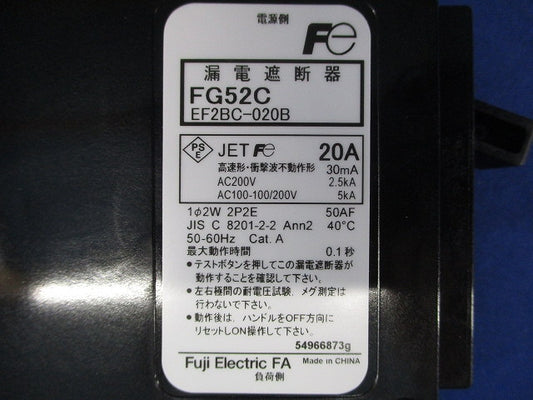 電源側
Fe
漏電遮断器
FG52C
EF2BC-020B
PS E JET Fe 20A
高速形・衝撃波不動作形 30mA
AC200V 2.5kA
AC100-100/200V 5kA
1φ2W 2P2E 50AF
JIS C 8201-2-2 Ann2 40℃
50-60Hz Cat. A
最大動作時間 0.1秒
●テストボタンを押してこの漏電遮断器が
動作することを確認して下さい。
●左右極間の耐電圧試験、メグ測定は
行わないで下さい。
●動作後は、ハンドルをOFF方向に
リセットしON操作して下さい。
54966873g
Fuji Electric FA Made in CHINA
負荷側